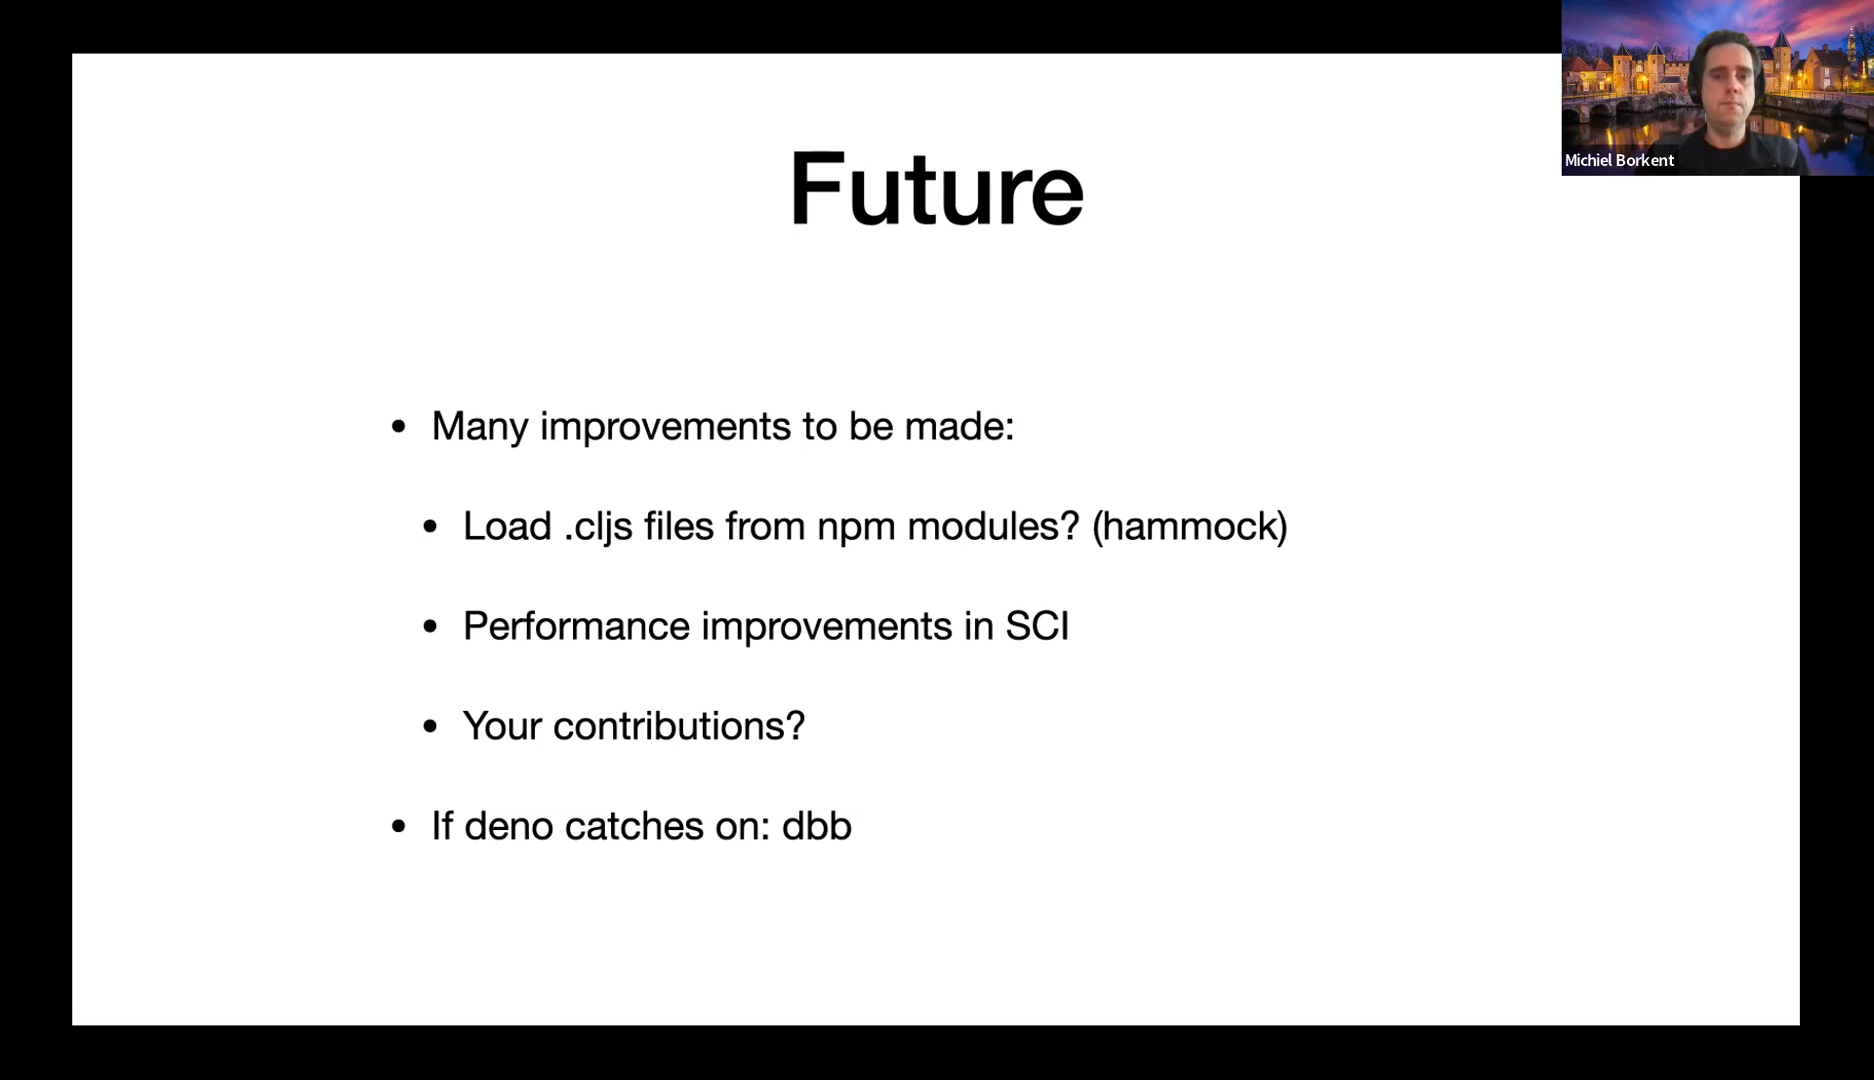 Michiel Borkent
Future
• Many improvements to be made:
• Load .cljs files from npm modules? (hammock)
• Performance improvements in SCI
• Your contributions?
• If deno catches on: dbb